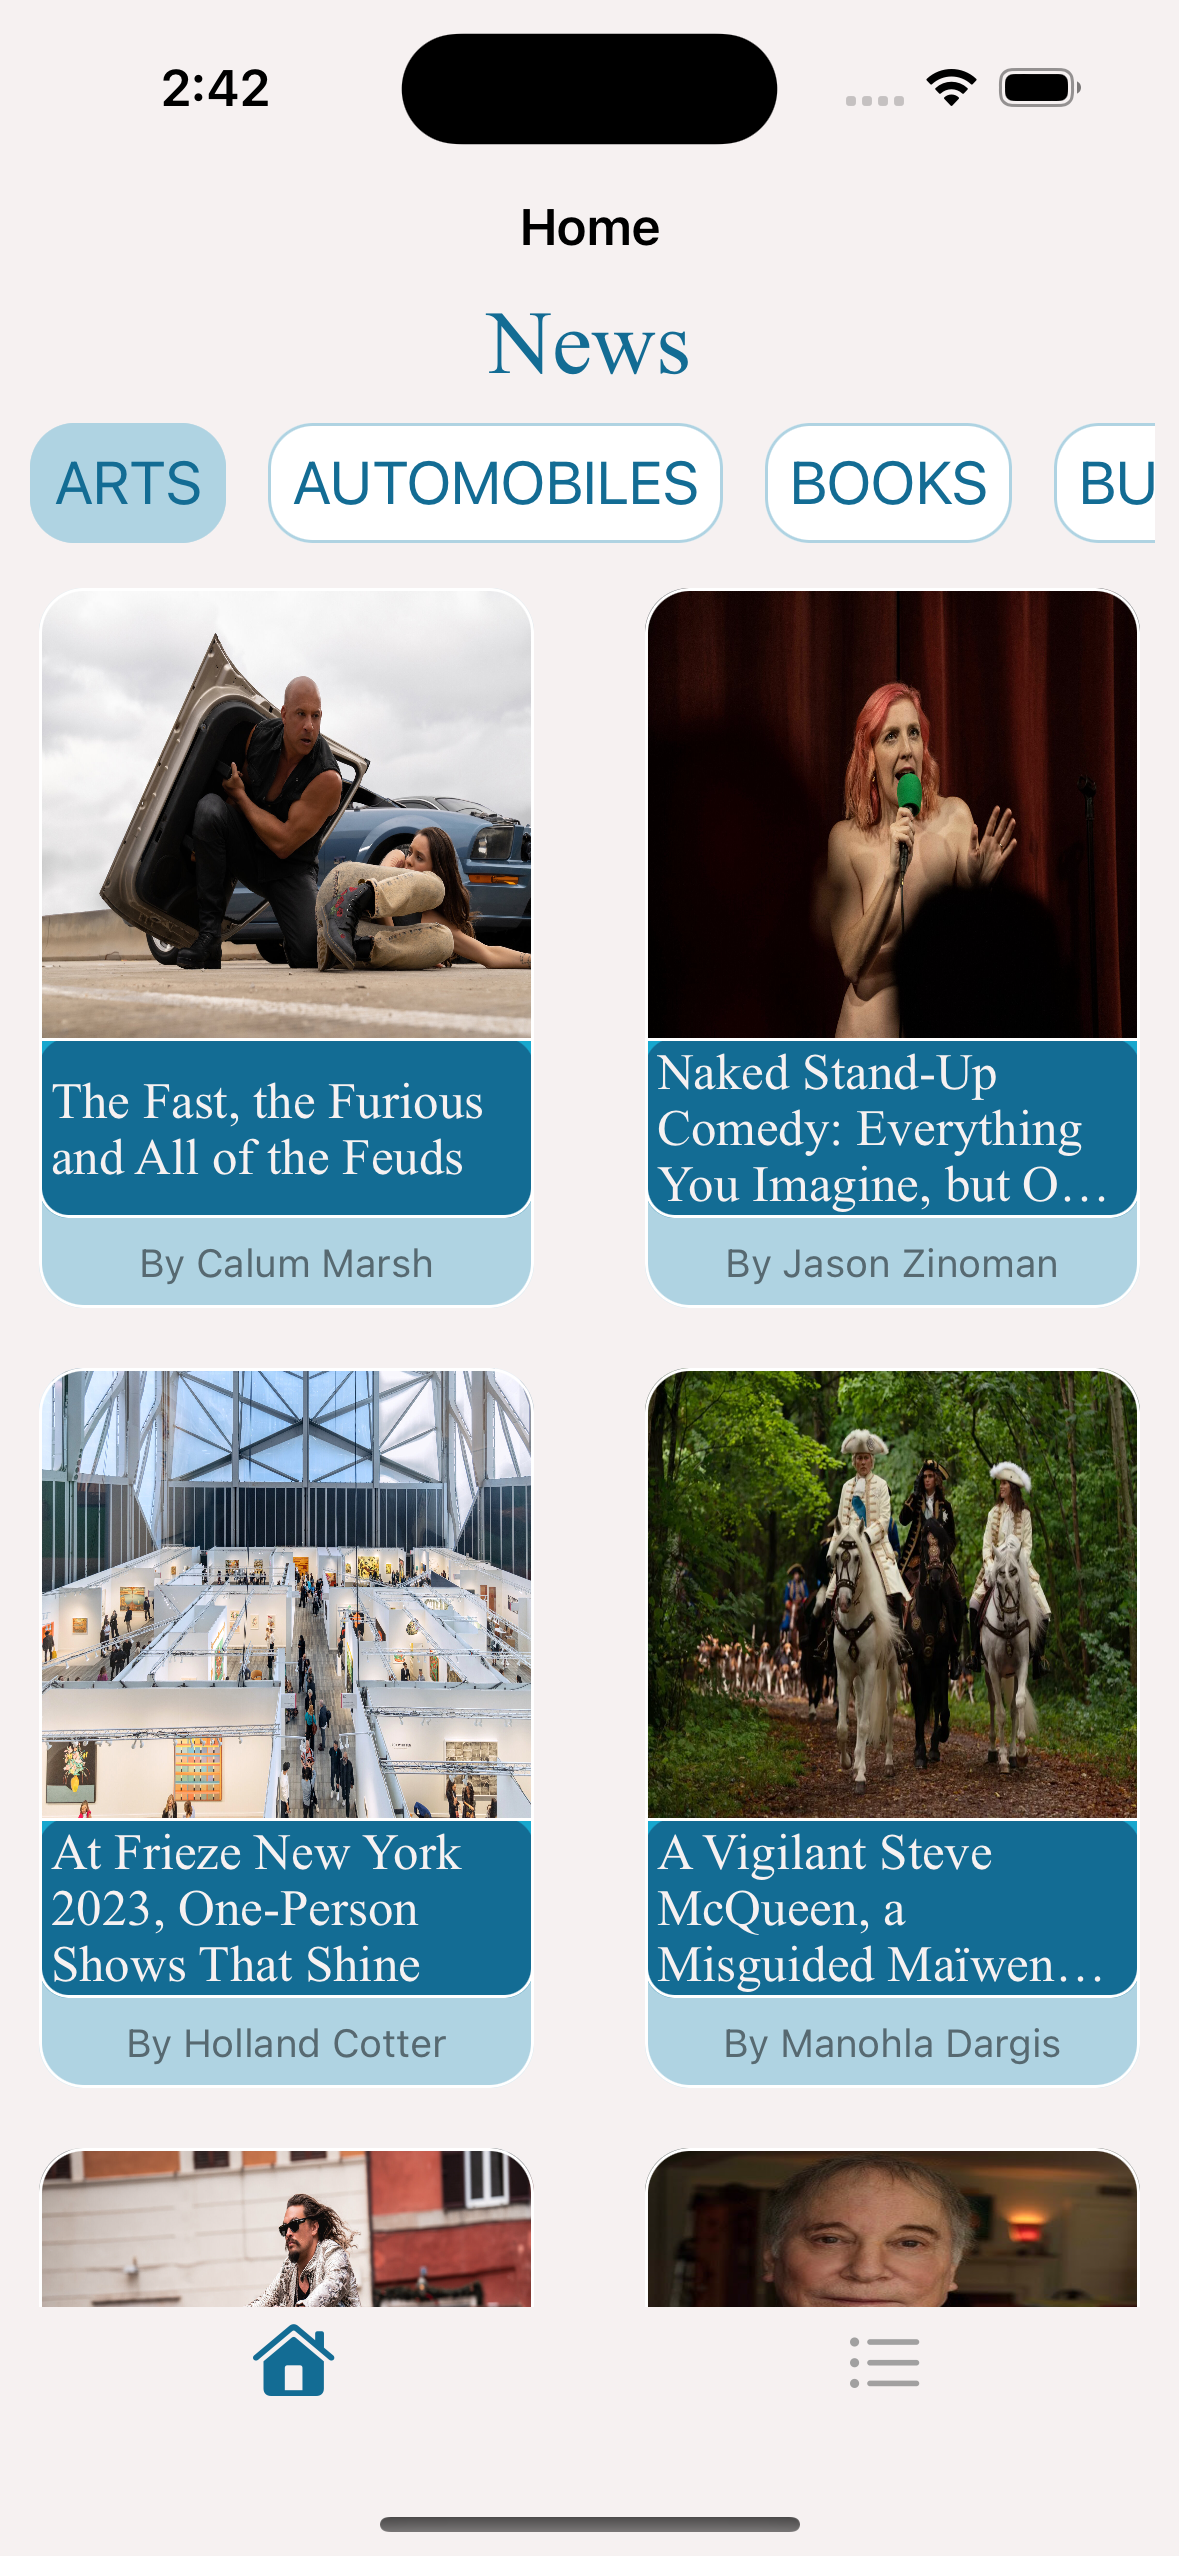 2:42
Home
News
ARTS
AUTOMOBILES
BOOKS
BU
The Fast, the Furious
and All of the Feuds
By Calum Marsh
Naked Stand-Up
Comedy: Everything
You Imagine, but O...
By Jason Zinoman
At Frieze New York
2023, One-Person
Shows That Shine
By Holland Cotter
A Vigilant Steve
McQueen, a
Misguided Maïwen...
By Manohla Dargis